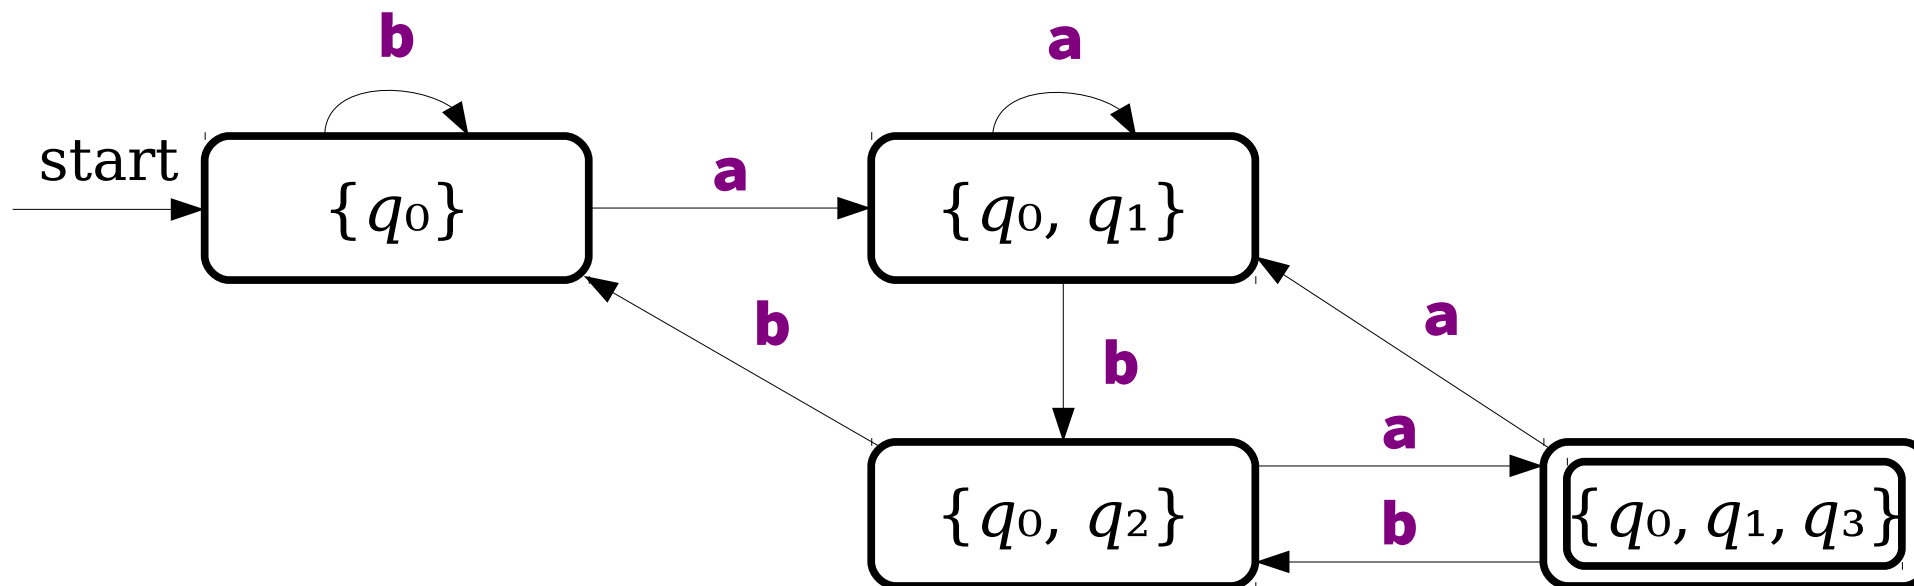 b
a
start
a
{q₀}
{q₀, q₁}
b
a
b
a
{q₀, q₂}
{q₀, q₁, q₃}
b